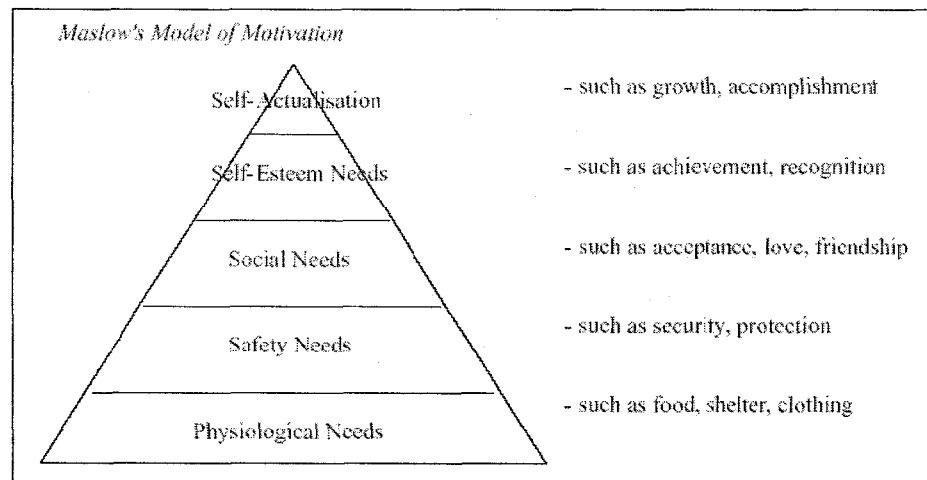 Maslow's Model of Motivation
Self-Actualisation - such as growth, accomplishment
Self-Esteem Needs - such as achievement, recognition
Social Needs - such as acceptance, love, friendship
Safety Needs - such as security, protection
Physiological Needs - such as food, shelter, clothing